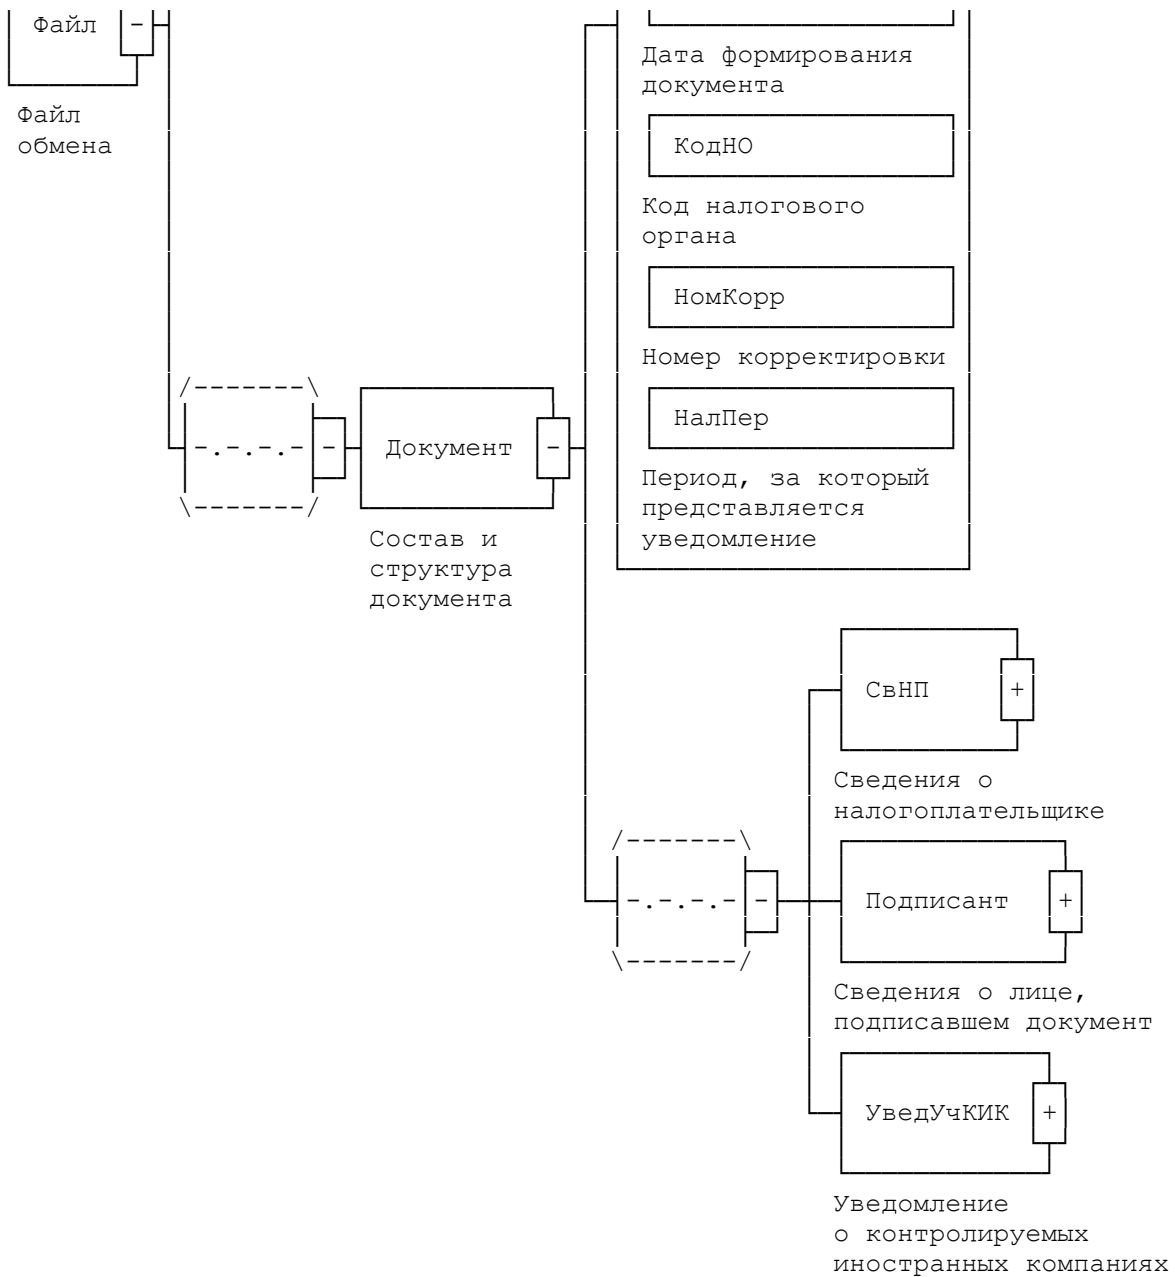 Файл -
Файл
обмена
Дата формирования
документа
КодНО
Код налогового
органа
НомКорр
Номер корректировки
НалПер
Период, за который
представляется
уведомление
Документ -
Состав и
структура
документа
СвНП +
Сведения о
налогоплательщике
Подписант +
Сведения о лице,
подписавшем документ
УведУчКИК +
Уведомление
о контролируемых
иностранных компаниях